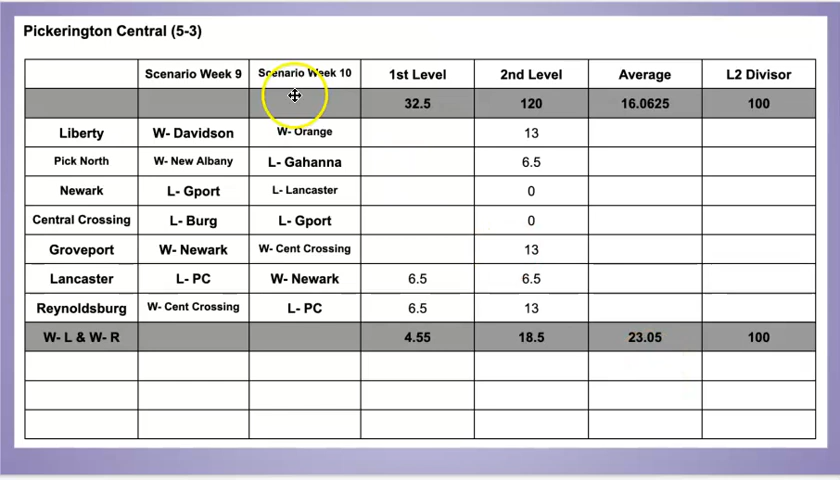 Pickerington Central (5-3)
Scenario Week 9 Scenario Week 10 1st Level 2nd Level Average L2 Divisor
32.5 120 16.0625 100
Liberty W- Davidson W- Orange 13
Pick North W- New Albany L- Gahanna 6.5
Newark L- Gport L- Lancaster 0
Central Crossing L- Burg L- Gport 0
Groveport W- Newark W- Cent Crossing 13
Lancaster L- PC W- Newark 6.5 6.5
Reynoldsburg W- Cent Crossing L- PC 6.5 13
W- L & W- R 4.55 18.5 23.05 100